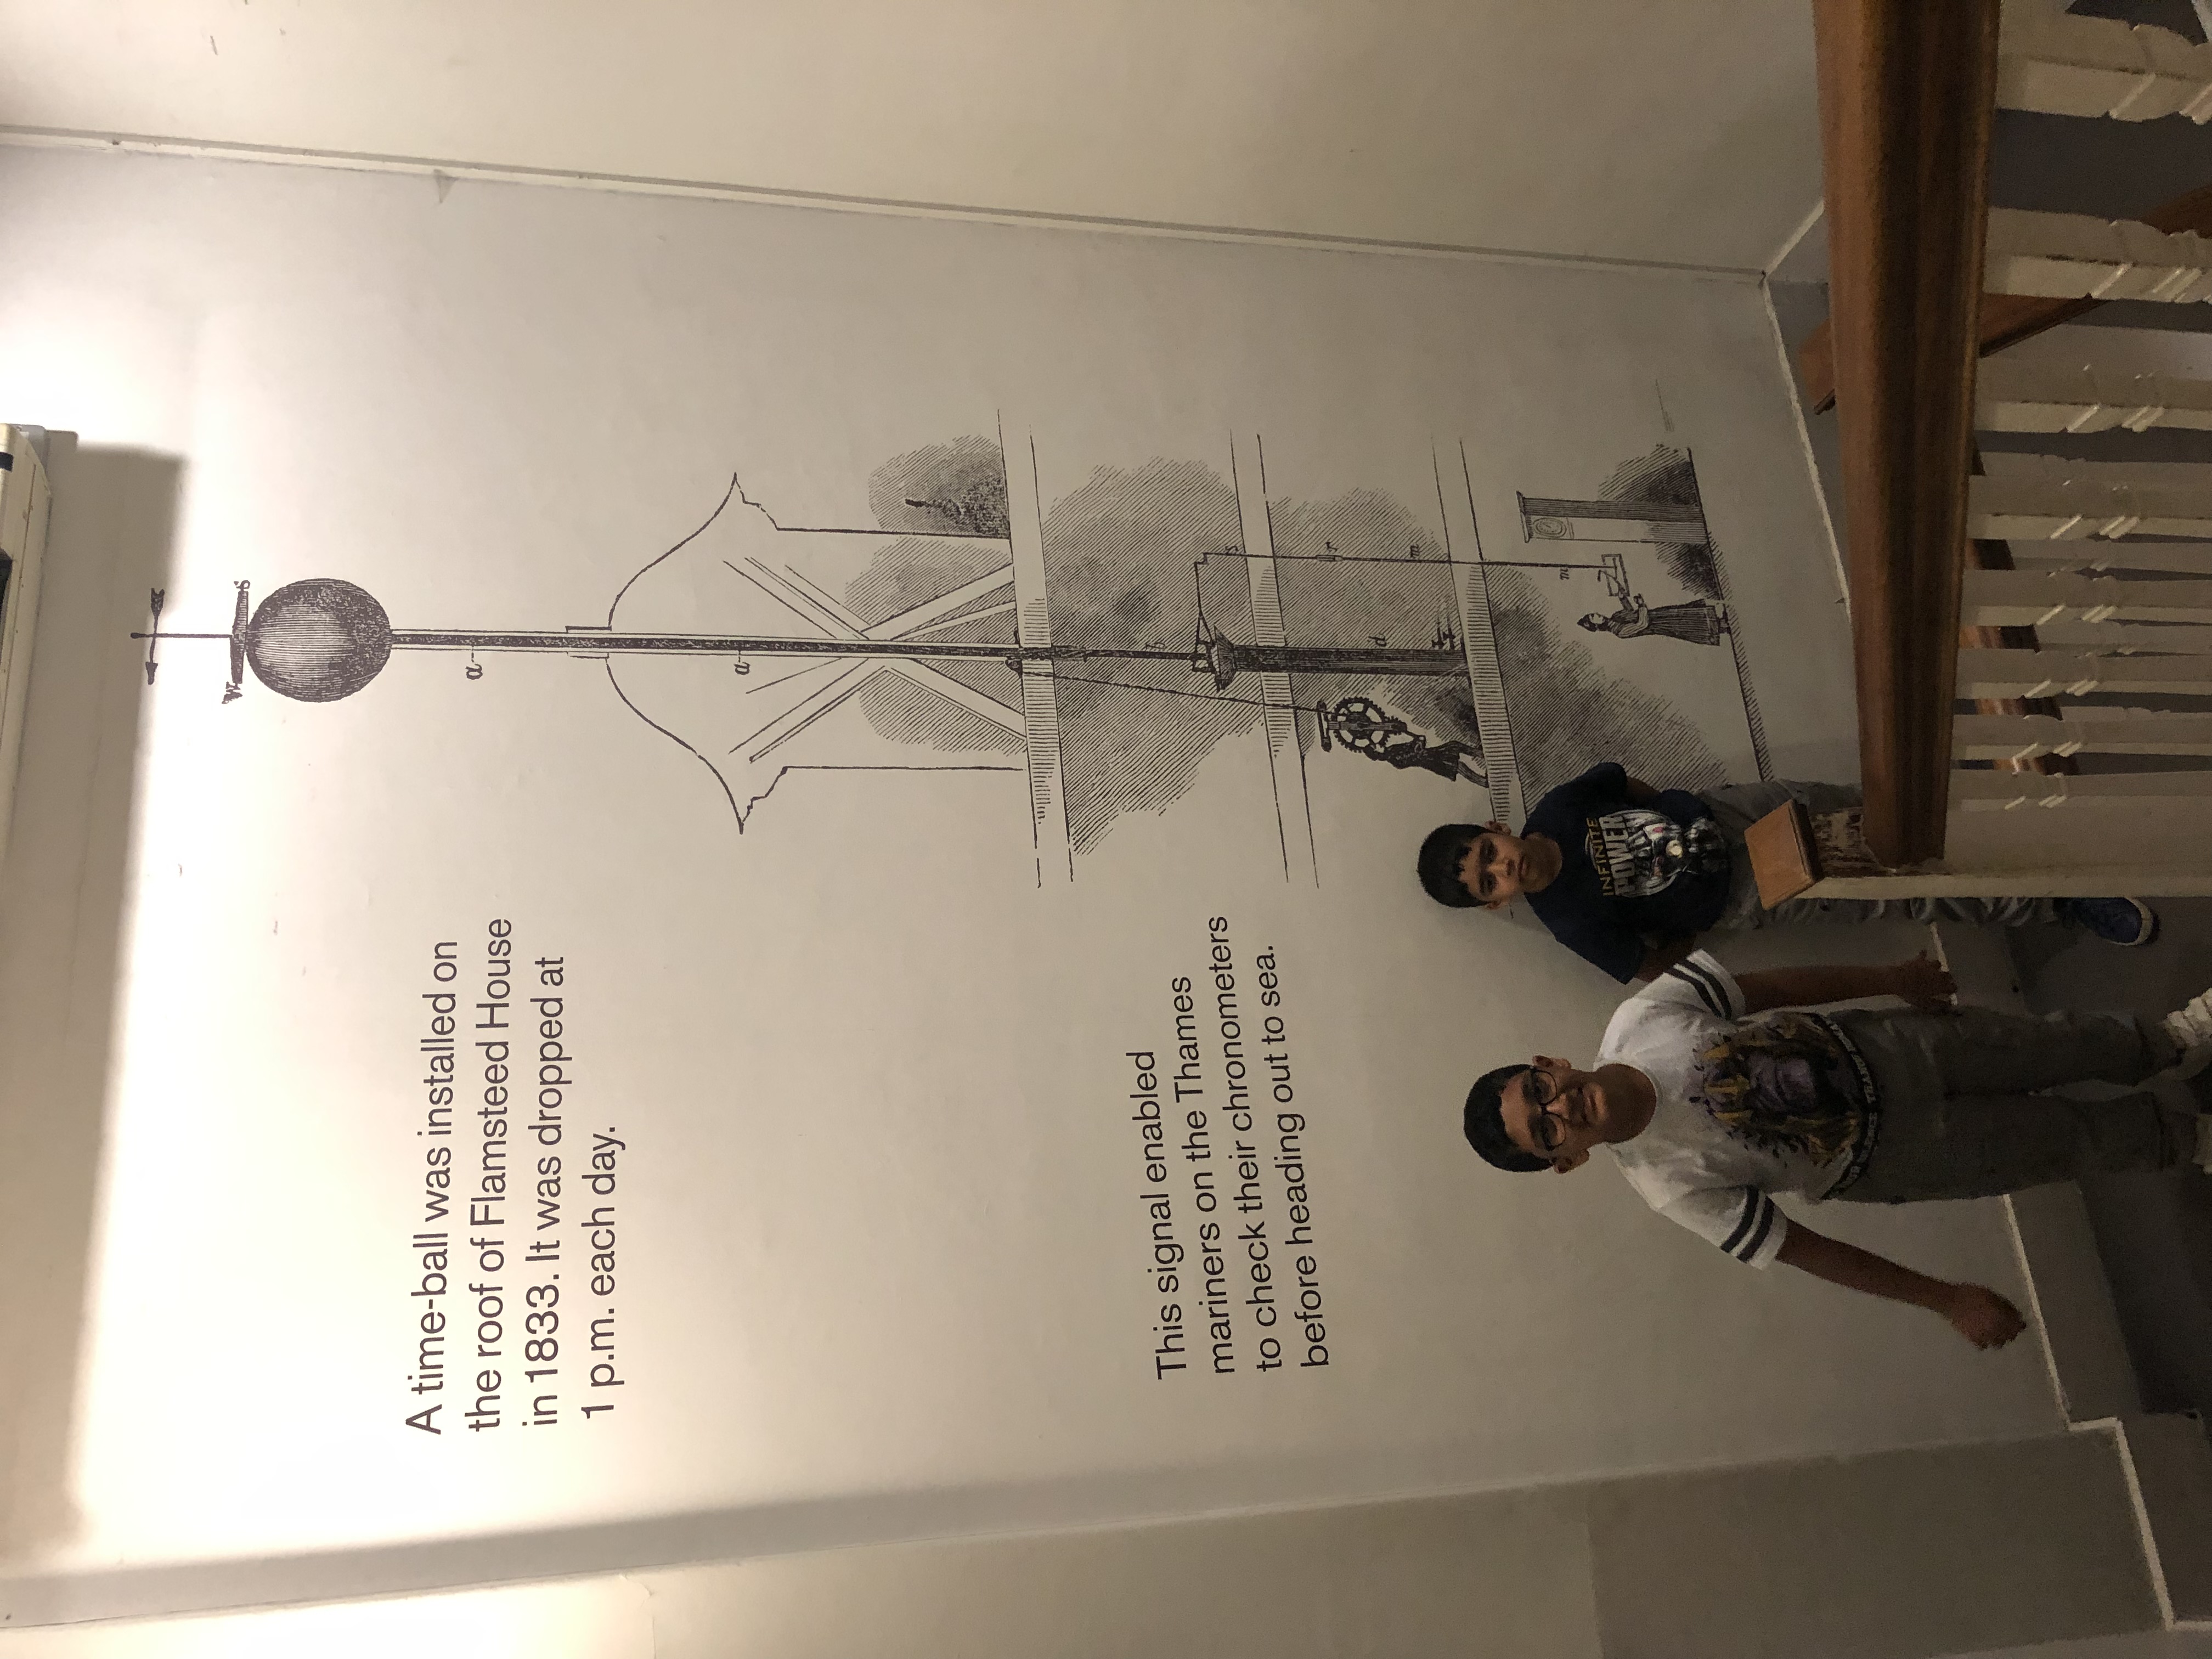 A time-ball was installed on
the roof of Flamsteed House
in 1833. It was dropped at
1 p.m. each day.
This signal enabled
mariners on the Thames
to check their chronometers
before heading out to sea.
W S
a
a
b
s
r
d
m
m
INFINITE
POWER